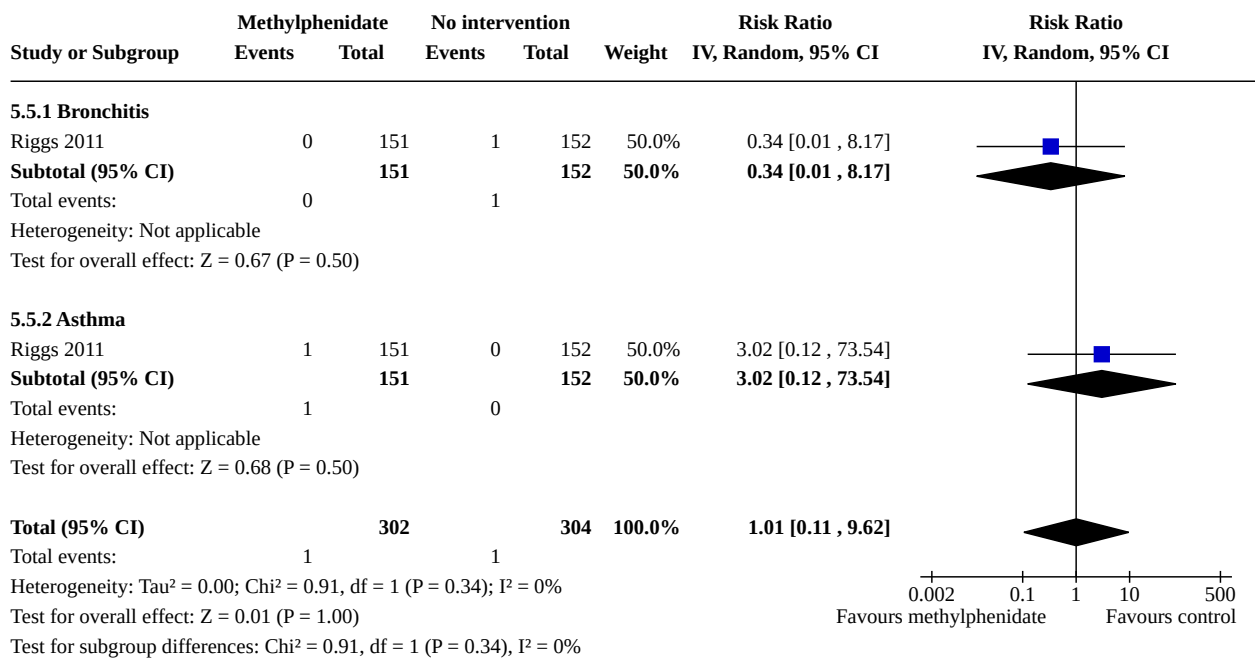 Methylphenidate No intervention Risk Ratio Risk Ratio
Study or Subgroup Events Total Events Total Weight IV, Random, 95% CI IV, Random, 95% CI
5.5.1 Bronchitis
Riggs 2011 0 151 1 152 50.0% 0.34 [0.01 , 8.17]
Subtotal (95% CI) 151 152 50.0% 0.34 [0.01 , 8.17]
Total events: 0 1
Heterogeneity: Not applicable
Test for overall effect: Z = 0.67 (P = 0.50)
5.5.2 Asthma
Riggs 2011 1 151 0 152 50.0% 3.02 [0.12 , 73.54]
Subtotal (95% CI) 151 152 50.0% 3.02 [0.12 , 73.54]
Total events: 1 0
Heterogeneity: Not applicable
Test for overall effect: Z = 0.68 (P = 0.50)
Total (95% CI) 302 304 100.0% 1.01 [0.11 , 9.62]
Total events: 1 1
Heterogeneity: Tau² = 0.00; Chi² = 0.91, df = 1 (P = 0.34); I² = 0%
0.002 0.1 1 10 500
Test for overall effect: Z = 0.01 (P = 1.00) Favours methylphenidate Favours control
Test for subgroup differences: Chi² = 0.91, df = 1 (P = 0.34), I² = 0%